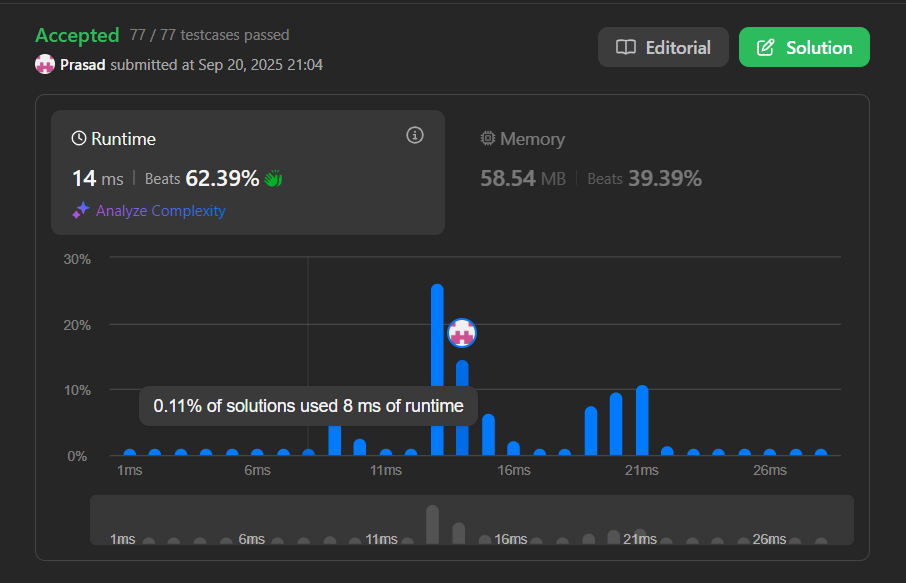 Accepted 77 / 77 testcases passed
Editorial
Solution
Prasad submitted at Sep 20, 2025 21:04
Runtime
Memory
14 ms | Beats 62.39%
58.54 MB | Beats 39.39%
Analyze Complexity
30%
20%
10%
0.11% of solutions used 8 ms of runtime
0%
1ms 6ms 11ms 16ms 21ms 26ms
1ms 6ms 11ms 16ms 21ms 26ms